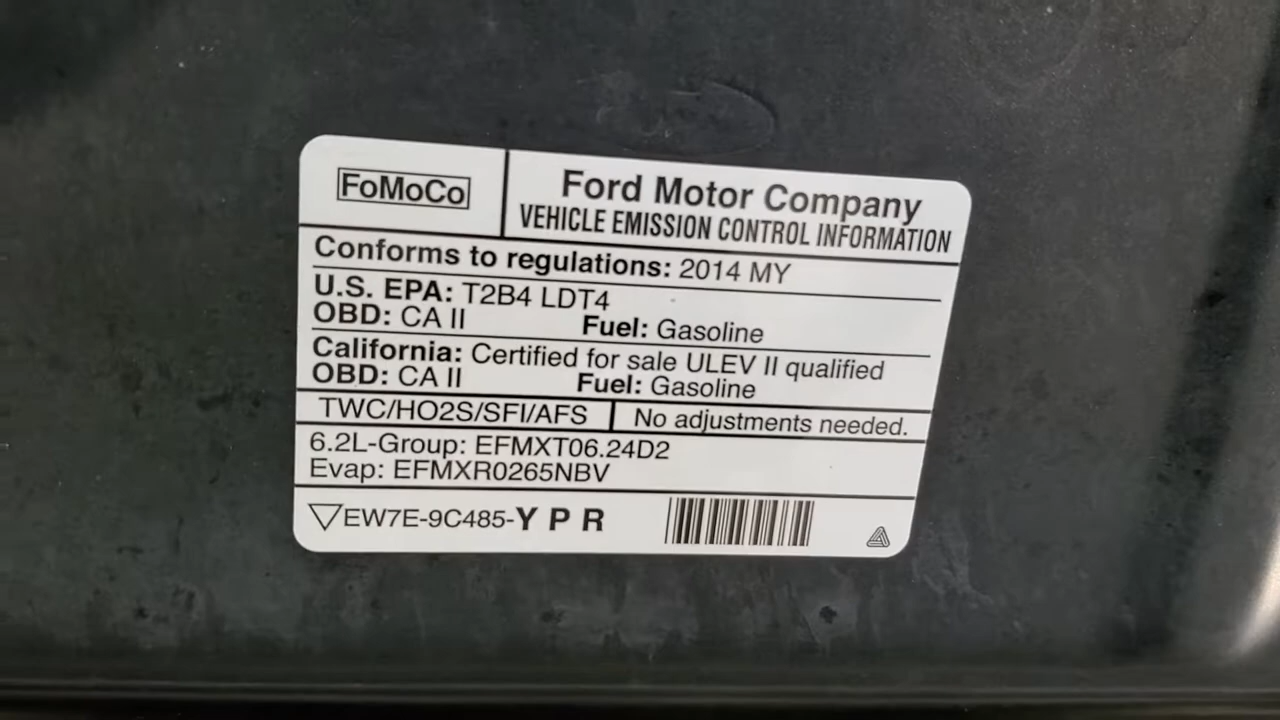 FoMoCo
Ford Motor Company
VEHICLE EMISSION CONTROL INFORMATION
Conforms to regulations: 2014 MY
U.S. EPA: T2B4 LDT4
OBD: CA II Fuel: Gasoline
California: Certified for sale ULEV II qualified
OBD: CA II Fuel: Gasoline
TWC/HO2S/SFI/AFS No adjustments needed.
6.2L-Group: EFMXT06.24D2
Evap: EFMXR0265NBV
EW7E-9C485-Y P R